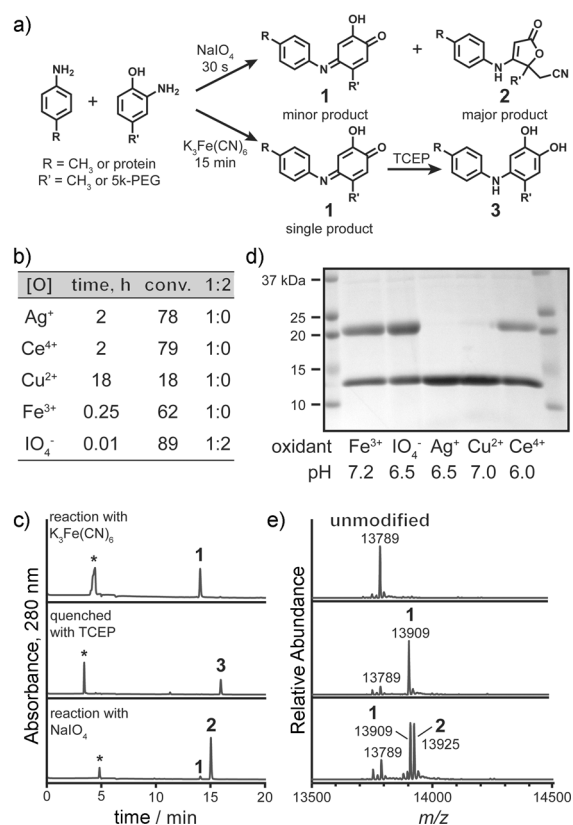 a)
NH₂
R
+
OH
NH₂
R'
R = CH₃ or protein
R' = CH₃ or 5k-PEG
NaIO₄
30 s
K₃Fe(CN)₆
15 min
R
OH
O
N
R'
1
minor product
+
R
O
O
N
H
R'
CN
2
major product
R
OH
O
N
R'
1
single product
TCEP
R
OH
OH
N
H
R'
3
b)
[O] time, h conv. 1:2
Ag⁺ 2 78 1:0
Ce⁴⁺ 2 79 1:0
Cu²⁺ 18 18 1:0
Fe³⁺ 0.25 62 1:0
IO₄⁻ 0.01 89 1:2
d)
37 kDa
25
20
15
10
oxidant Fe³⁺ IO₄⁻ Ag⁺ Cu²⁺ Ce⁴⁺
pH 7.2 6.5 6.5 7.0 6.0
c)
Absorbance, 280 nm
reaction with
K₃Fe(CN)₆
*
1
quenched
with TCEP
*
3
reaction with
NaIO₄
*
1
2
0 5 10 15 20
time / min
e)
Relative Abundance
unmodified
13789
1
13909
13789
1
13909
2
13925
13789
13500 14000 14500
m/z